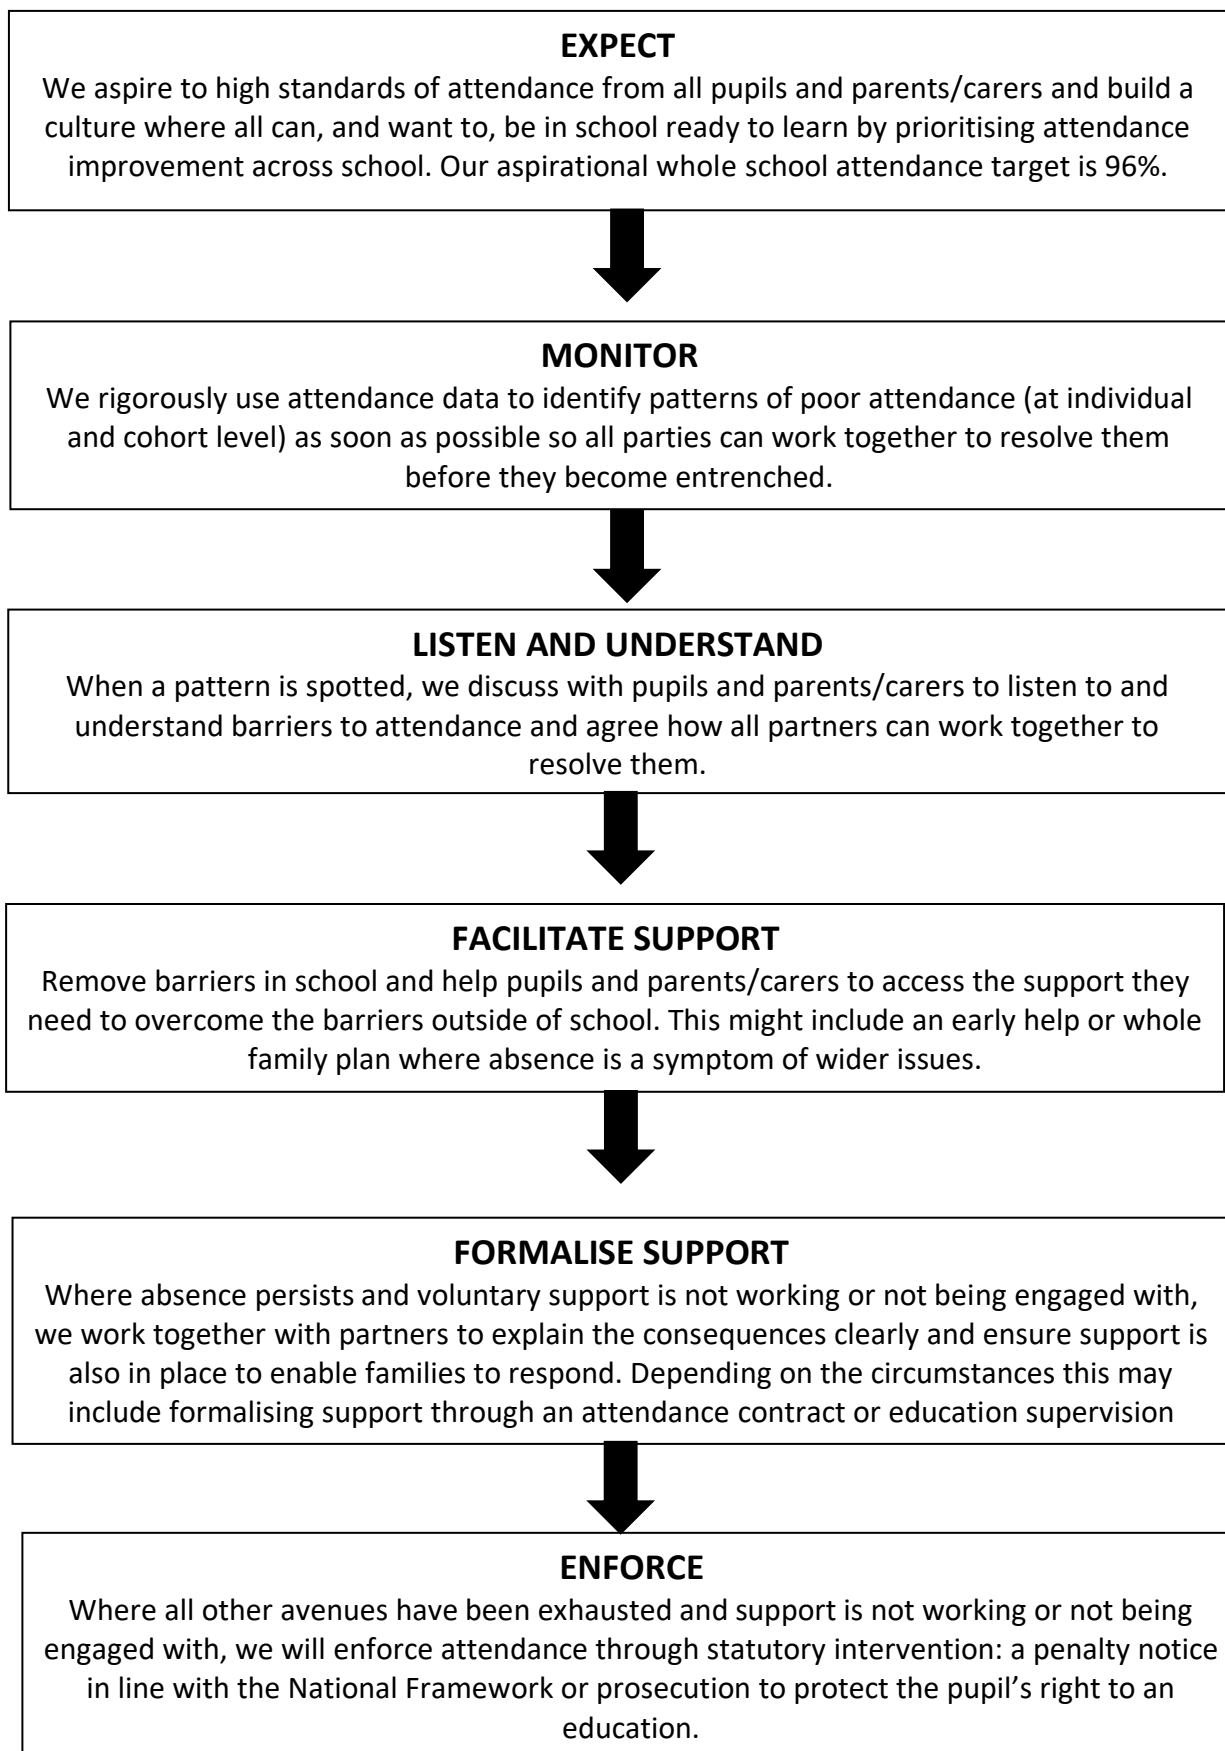 EXPECT
We aspire to high standards of attendance from all pupils and parents/carers and build a
culture where all can, and want to, be in school ready to learn by prioritising attendance
improvement across school. Our aspirational whole school attendance target is 96%.
MONITOR
We rigorously use attendance data to identify patterns of poor attendance (at individual
and cohort level) as soon as possible so all parties can work together to resolve them
before they become entrenched.
LISTEN AND UNDERSTAND
When a pattern is spotted, we discuss with pupils and parents/carers to listen to and
understand barriers to attendance and agree how all partners can work together to
resolve them.
FACILITATE SUPPORT
Remove barriers in school and help pupils and parents/carers to access the support they
need to overcome the barriers outside of school. This might include an early help or whole
family plan where absence is a symptom of wider issues.
FORMALISE SUPPORT
Where absence persists and voluntary support is not working or not being engaged with,
we work together with partners to explain the consequences clearly and ensure support is
also in place to enable families to respond. Depending on the circumstances this may
include formalising support through an attendance contract or education supervision
ENFORCE
Where all other avenues have been exhausted and support is not working or not being
engaged with, we will enforce attendance through statutory intervention: a penalty notice
in line with the National Framework or prosecution to protect the pupil’s right to an
education.